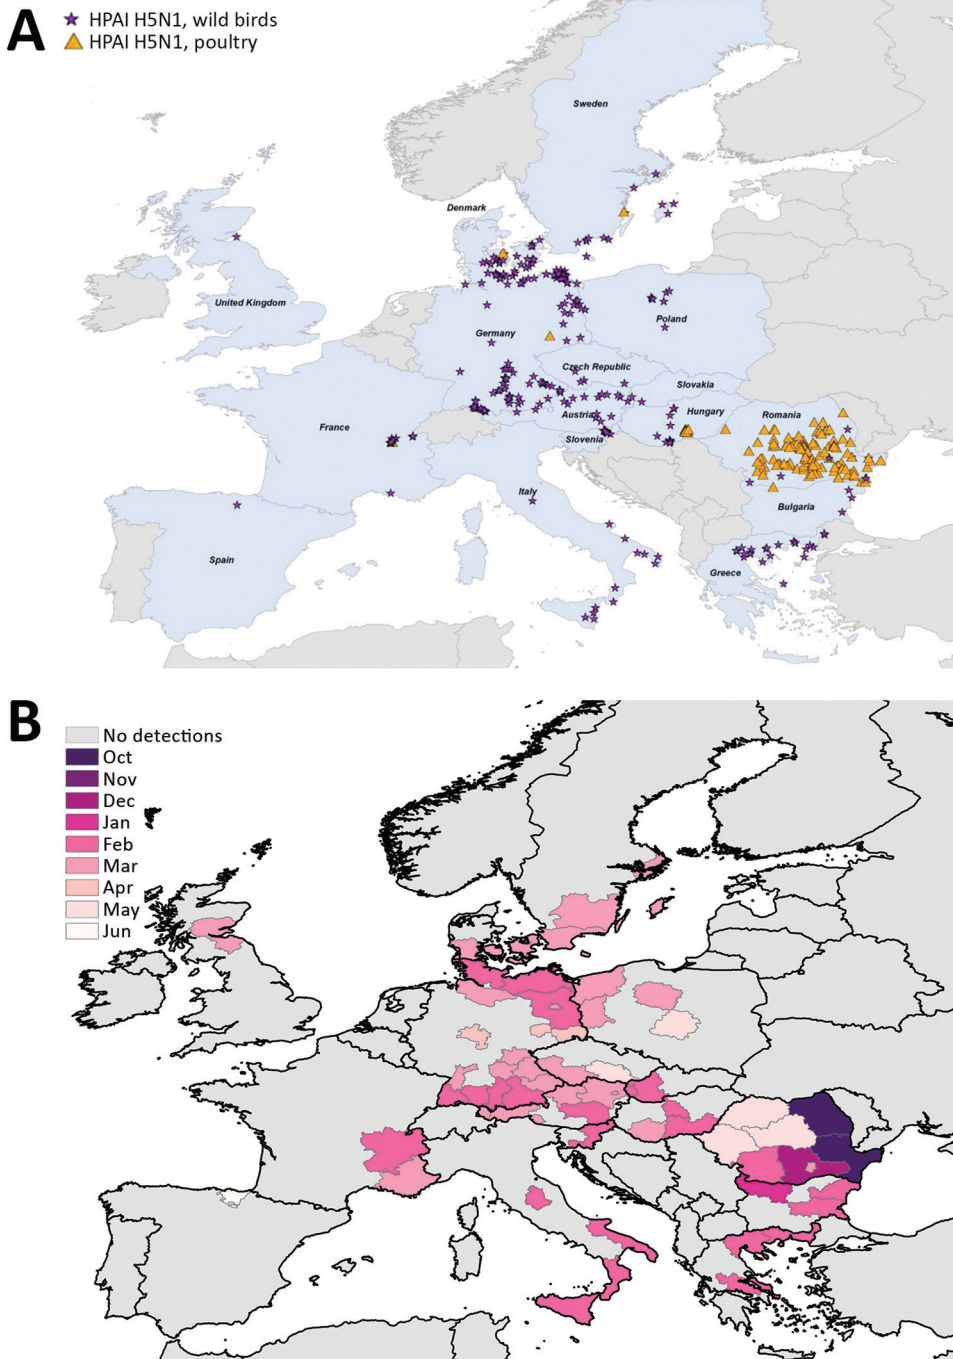 A
HPAI H5N1, wild birds
HPAI H5N1, poultry
Sweden
Denmark
United Kingdom
Poland
Germany
Czech Republic
Slovakia
Hungary
Romania
Austria
France
Slovenia
Italy
Bulgaria
Spain
Greece
B
No detections
Oct
Nov
Dec
Jan
Feb
Mar
Apr
May
Jun